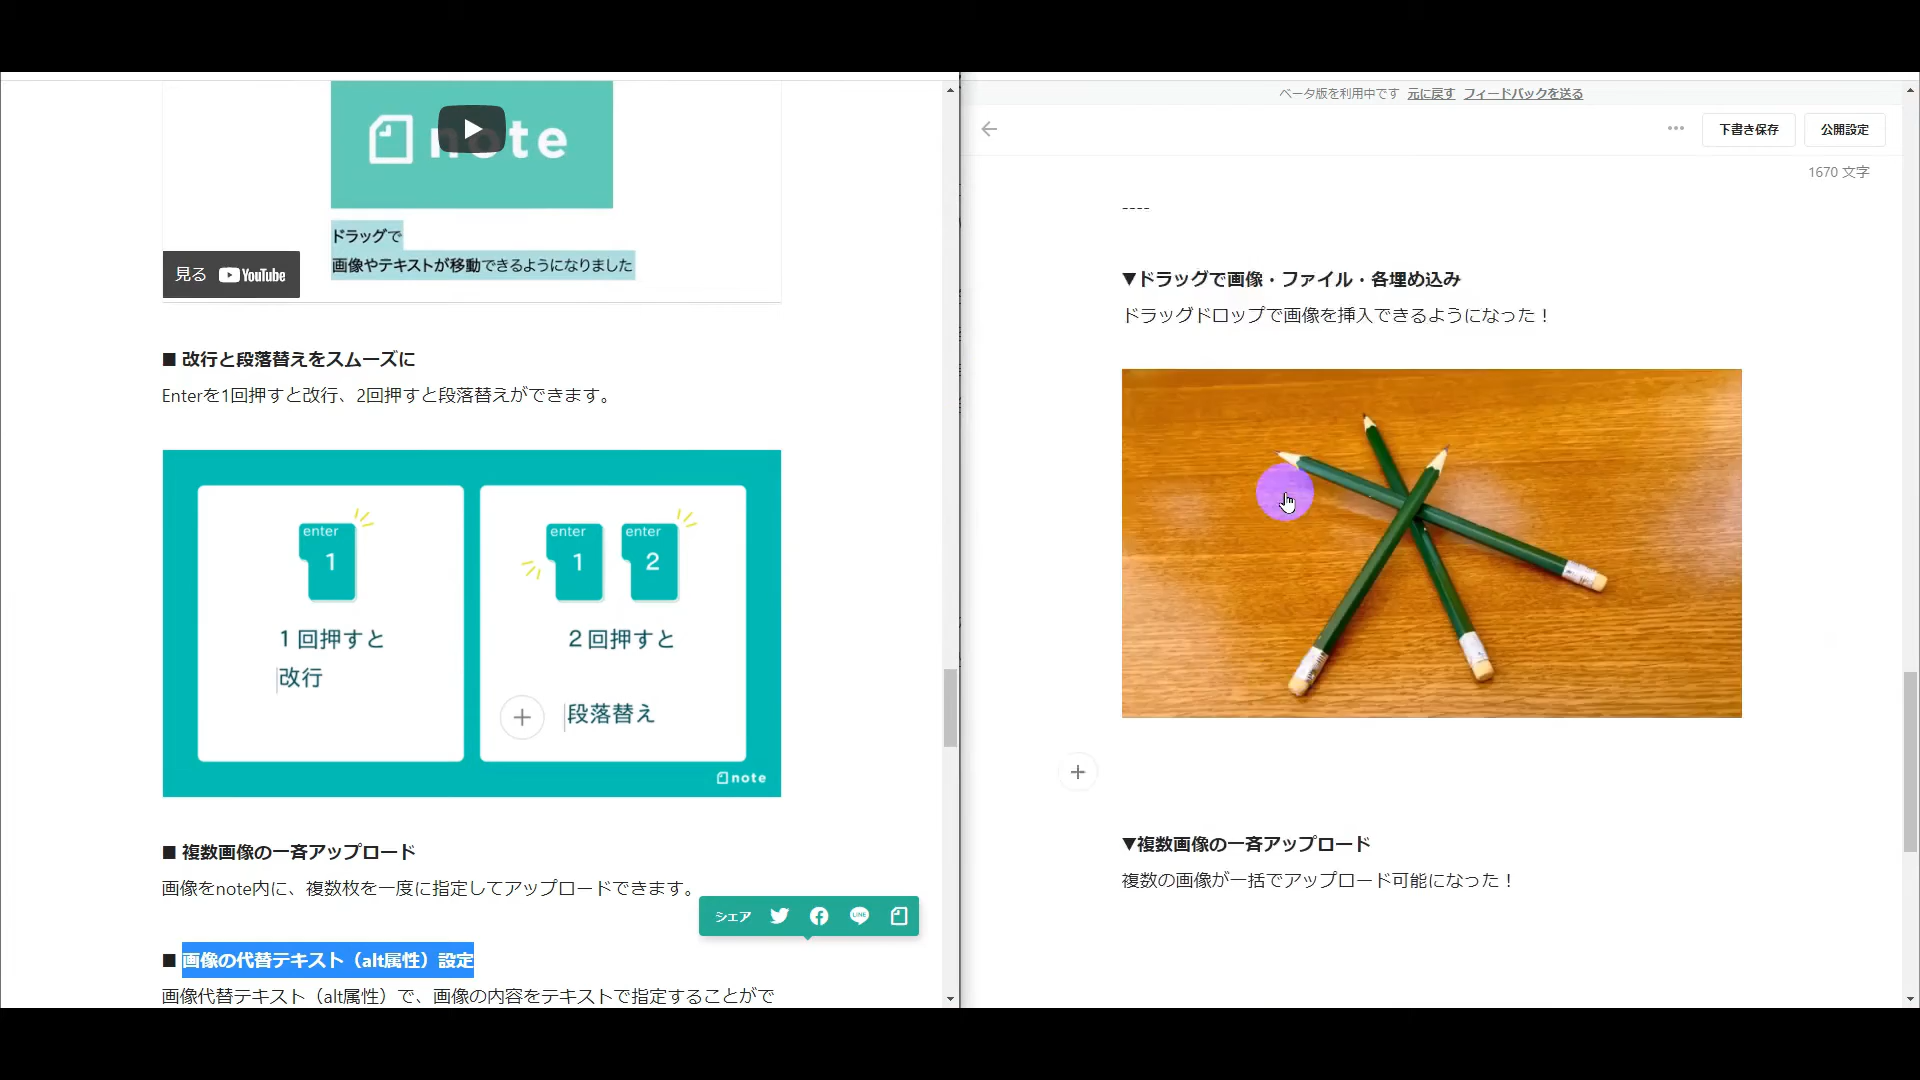 note
ドラッグで
画像やテキストが移動できるようになりました
見る YouTube
■ 改行と段落替えをスムーズに
Enterを1回押すと改行、2回押すと段落替えができます。
enter
1
1回押すと
改行
enter
1
enter
2
2回押すと
段落替え
note
■ 複数画像の一斉アップロード
画像をnote内に、複数枚を一度に指定してアップロードできます。
シェア
LINE
■ 画像の代替テキスト（alt属性）設定
画像代替テキスト（alt属性）で、画像の内容をテキストで指定することがで
ベータ版を利用中です 元に戻す フィードバックを送る
下書き保存
公開設定
1670 文字
----
▼ドラッグで画像・ファイル・各埋め込み
ドラッグドロップで画像を挿入できるようになった！
▼複数画像の一斉アップロード
複数の画像が一括でアップロード可能になった！